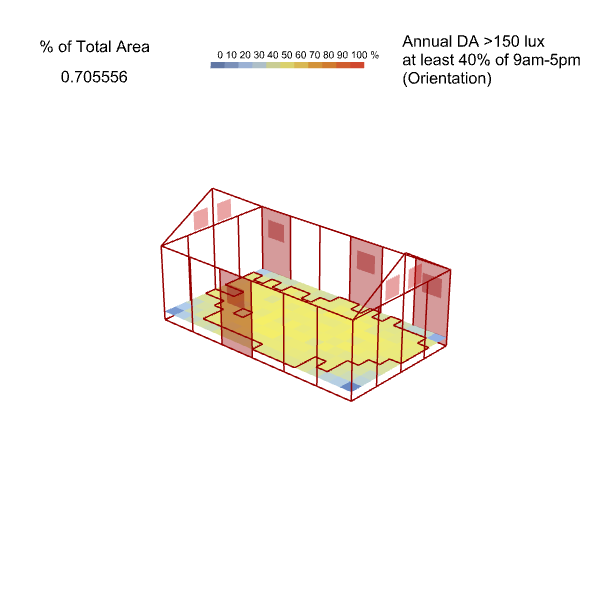 % of Total Area
0.705556
0 10 20 30 40 50 60 70 80 90 100 %
Annual DA >150 lux
at least 40% of 9am-5pm
(Orientation)